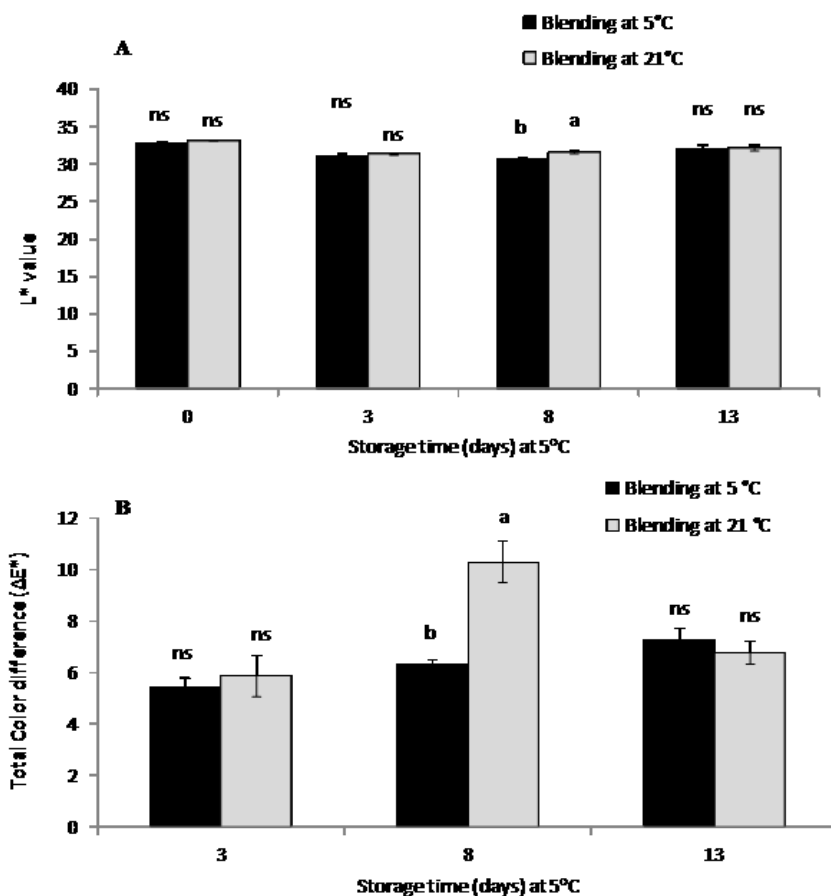 Blending at 5°C
A
Blending at 21°C
40
35
30
25
20
15
10
5
0
L* value
ns
ns
ns
ns
b
a
ns
ns
0
3
8
13
Storage time (days) at 5°C
Blending at 5 °C
B
Blending at 21 °C
12
10
8
6
4
2
0
Total Color difference (ΔE*)
ns
ns
b
a
ns
ns
3
8
13
Storage time (days) at 5°C